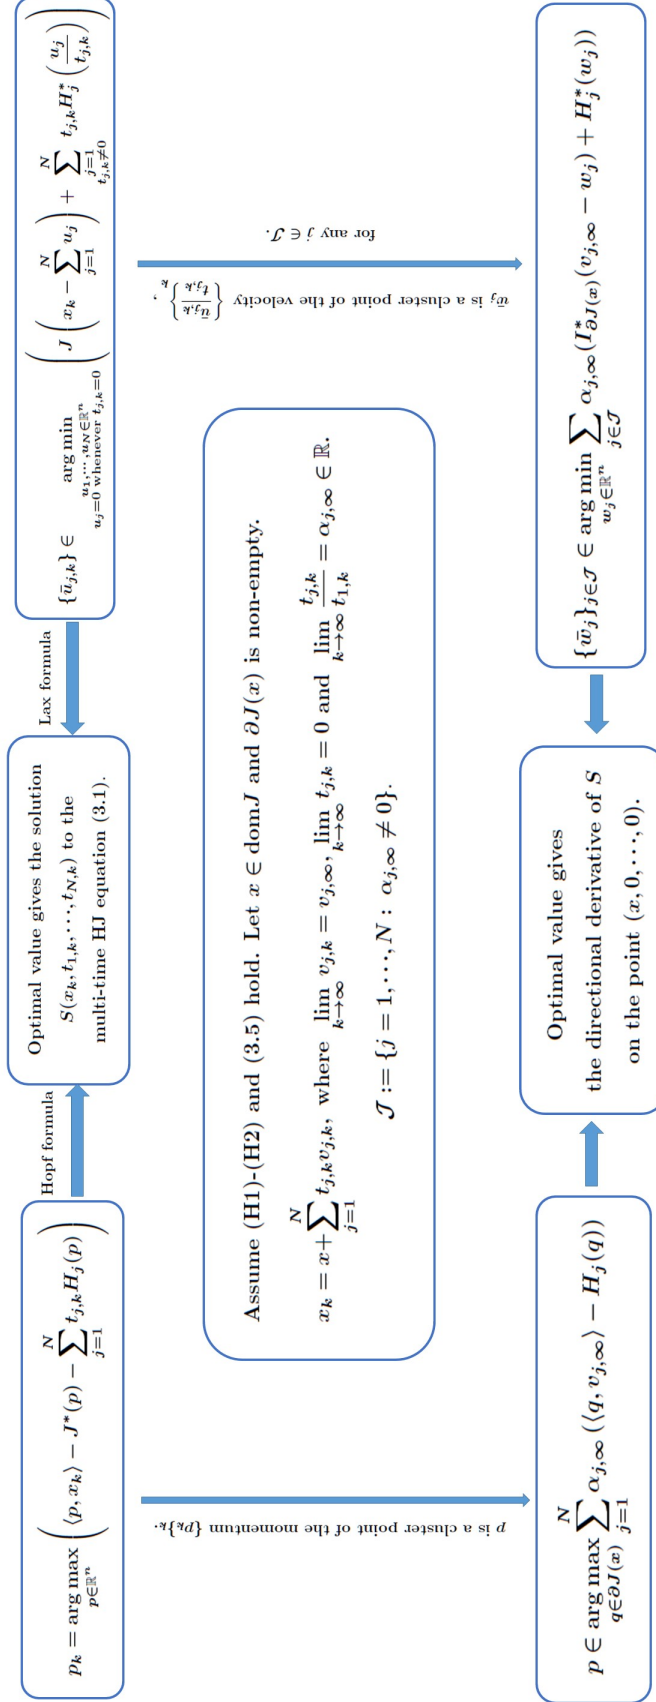 p_k = arg max_{p∈ℝ^n} ( ⟨p, x_k⟩ − J^*(p) − ∑_{j=1}^{N} t_{j,k} H_j(p) )
Hopf formula
Optimal value gives the solution
S(x_k, t_{1,k}, ⋯, t_{N,k}) to the
multi-time HJ equation (3.1).
Lax formula
{ū_{j,k}} ∈ arg min_{u_1,⋯,u_N∈ℝ^n, u_j=0 whenever t_{j,k}=0} ( J ( x_k − ∑_{j=1}^{N} u_j ) + ∑_{j=1, t_{j,k}≠0}^{N} t_{j,k} H_j^* ( u_j / t_{j,k} ) )
p is a cluster point of the momentum {p_k}_k.
Assume (H1)-(H2) and (3.5) hold. Let x ∈ domJ and ∂J(x) is non-empty.
x_k = x + ∑_{j=1}^{N} t_{j,k} v_{j,k}, where lim_{k→∞} v_{j,k} = v_{j,∞}, lim_{k→∞} t_{j,k} = 0 and lim_{k→∞} t_{j,k} / t_{1,k} = α_{j,∞} ∈ ℝ.
𝒥 := {j = 1, ⋯, N : α_{j,∞} ≠ 0}.
w̄_j is a cluster point of the velocity { ū_{j,k} / t_{j,k} }_k,
for any j ∈ 𝒥.
p ∈ arg max_{q∈∂J(x)} ∑_{j=1}^{N} α_{j,∞} (⟨q, v_{j,∞}⟩ − H_j(q))
Optimal value gives
the directional derivative of S
on the point (x, 0, ⋯, 0).
{w̄_j}_{j∈𝒥} ∈ arg min_{w_j∈ℝ^n} ∑_{j∈𝒥} α_{j,∞} (I^*_{∂J(x)}(v_{j,∞} − w_j) + H_j^*(w_j))